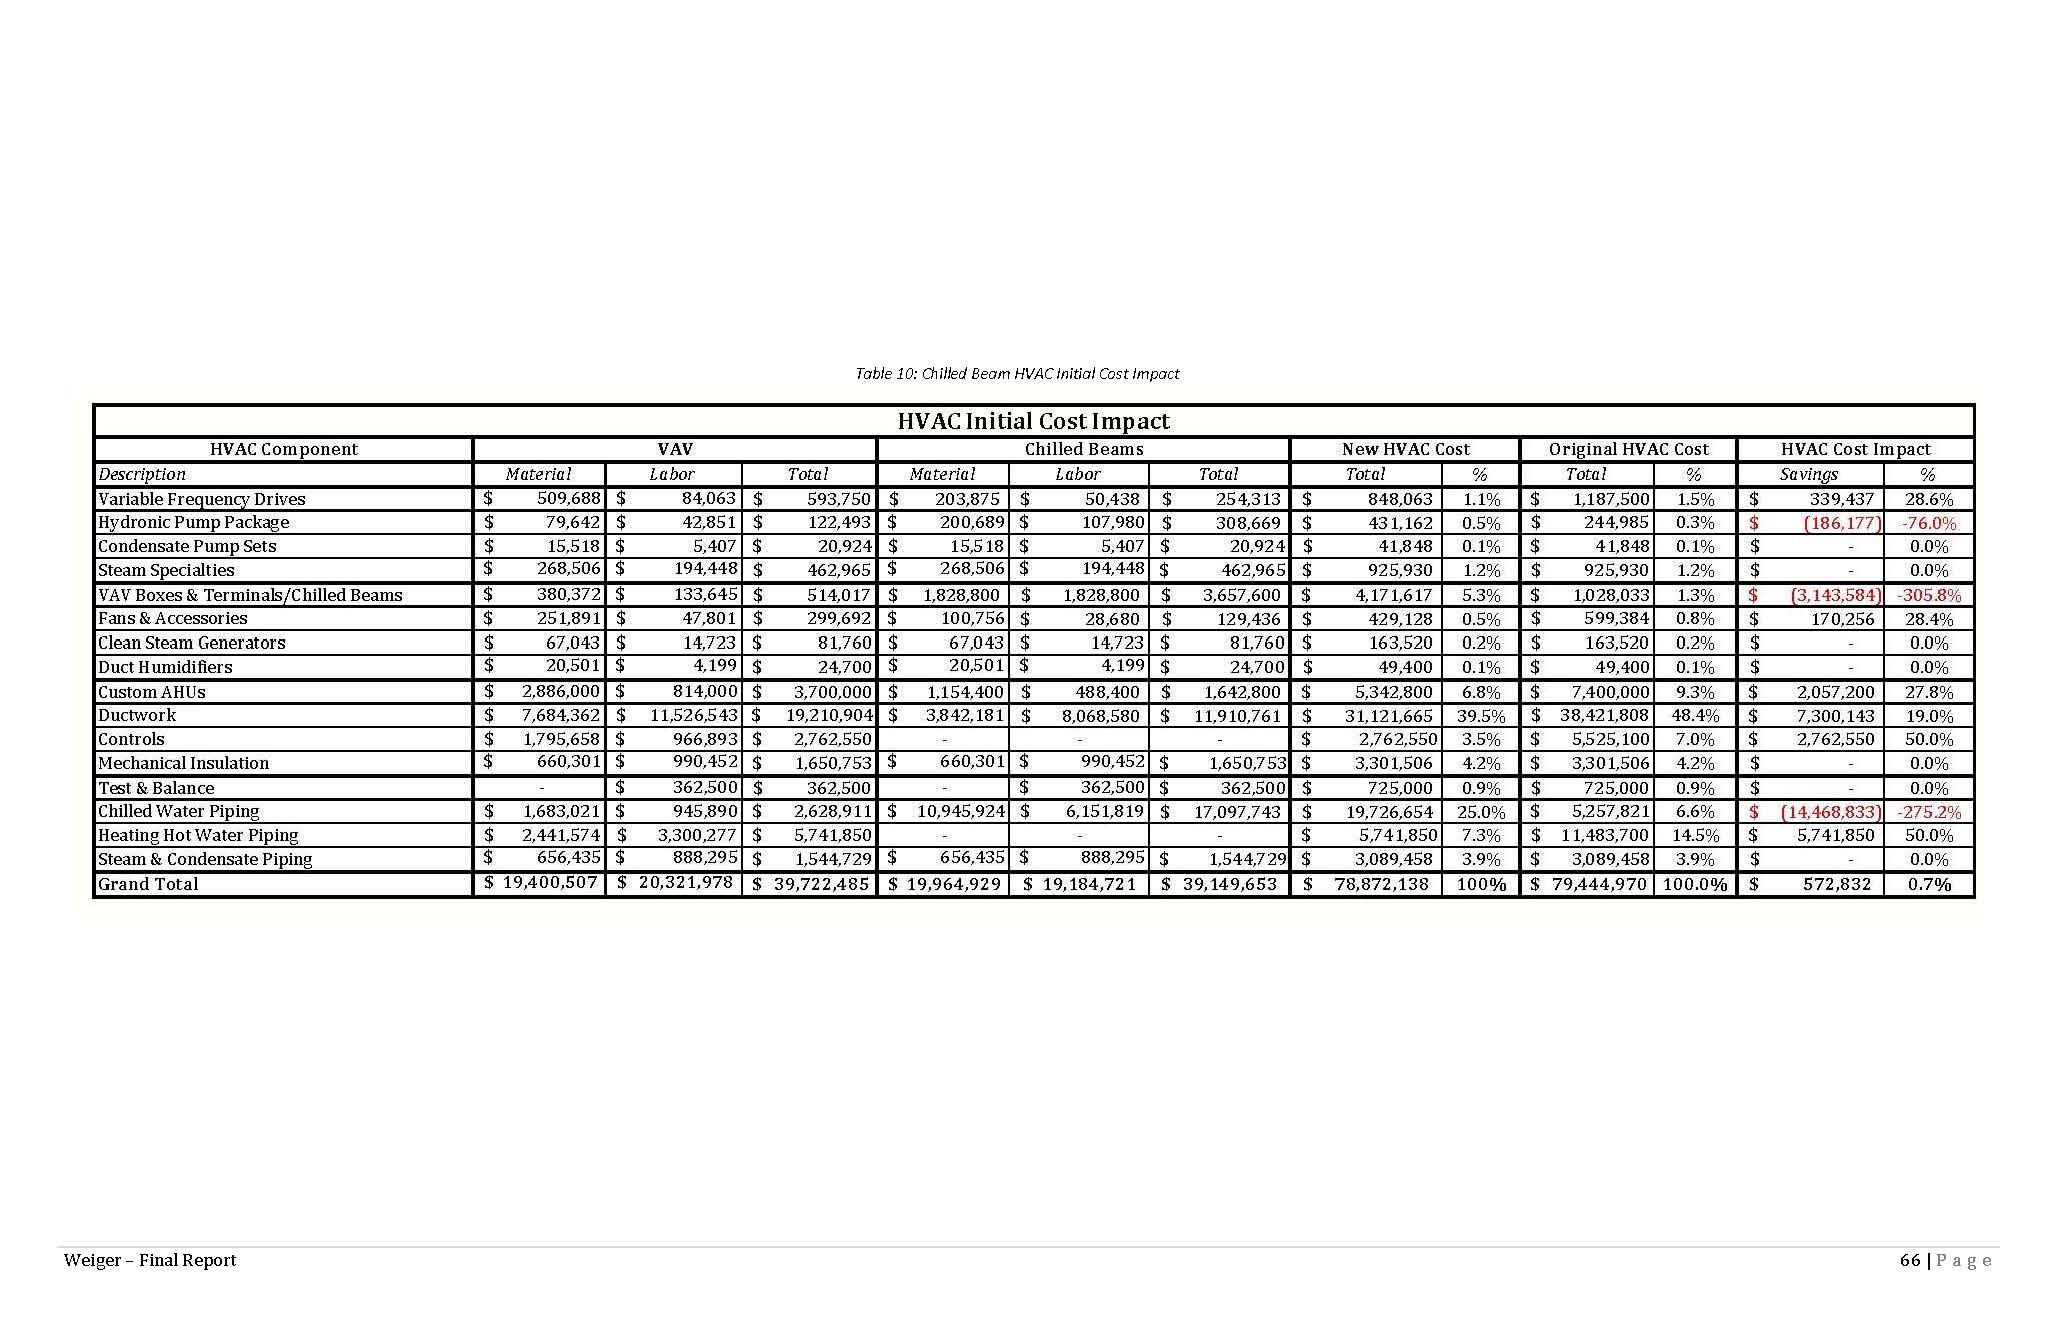 Table 10: Chilled Beam HVAC Initial Cost Impact
HVAC Initial Cost Impact
HVAC Component VAV Chilled Beams New HVAC Cost Original HVAC Cost HVAC Cost Impact
Description Material Labor Total Material Labor Total Total % Total % Savings %
Variable Frequency Drives $ 509,688 $ 84,063 $ 593,750 $ 203,875 $ 50,438 $ 254,313 $ 848,063 1.1% $ 1,187,500 1.5% $ 339,437 28.6%
Hydronic Pump Package $ 79,642 $ 42,851 $ 122,493 $ 200,689 $ 107,980 $ 308,669 $ 431,162 0.5% $ 244,985 0.3% $ (186,177) -76.0%
Condensate Pump Sets $ 15,518 $ 5,407 $ 20,924 $ 15,518 $ 5,407 $ 20,924 $ 41,848 0.1% $ 41,848 0.1% $ - 0.0%
Steam Specialties $ 268,506 $ 194,448 $ 462,965 $ 268,506 $ 194,448 $ 462,965 $ 925,930 1.2% $ 925,930 1.2% $ - 0.0%
VAV Boxes & Terminals/Chilled Beams $ 380,372 $ 133,645 $ 514,017 $ 1,828,800 $ 1,828,800 $ 3,657,600 $ 4,171,617 5.3% $ 1,028,033 1.3% $ (3,143,584) -305.8%
Fans & Accessories $ 251,891 $ 47,801 $ 299,692 $ 100,756 $ 28,680 $ 129,436 $ 429,128 0.5% $ 599,384 0.8% $ 170,256 28.4%
Clean Steam Generators $ 67,043 $ 14,723 $ 81,760 $ 67,043 $ 14,723 $ 81,760 $ 163,520 0.2% $ 163,520 0.2% $ - 0.0%
Duct Humidifiers $ 20,501 $ 4,199 $ 24,700 $ 20,501 $ 4,199 $ 24,700 $ 49,400 0.1% $ 49,400 0.1% $ - 0.0%
Custom AHUs $ 2,886,000 $ 814,000 $ 3,700,000 $ 1,154,400 $ 488,400 $ 1,642,800 $ 5,342,800 6.8% $ 7,400,000 9.3% $ 2,057,200 27.8%
Ductwork $ 7,684,362 $ 11,526,543 $ 19,210,904 $ 3,842,181 $ 8,068,580 $ 11,910,761 $ 31,121,665 39.5% $ 38,421,808 48.4% $ 7,300,143 19.0%
Controls $ 1,795,658 $ 966,893 $ 2,762,550 - - - $ 2,762,550 3.5% $ 5,525,100 7.0% $ 2,762,550 50.0%
Mechanical Insulation $ 660,301 $ 990,452 $ 1,650,753 $ 660,301 $ 990,452 $ 1,650,753 $ 3,301,506 4.2% $ 3,301,506 4.2% $ - 0.0%
Test & Balance - $ 362,500 $ 362,500 - $ 362,500 $ 362,500 $ 725,000 0.9% $ 725,000 0.9% $ - 0.0%
Chilled Water Piping $ 1,683,021 $ 945,890 $ 2,628,911 $ 10,945,924 $ 6,151,819 $ 17,097,743 $ 19,726,654 25.0% $ 5,257,821 6.6% $ (14,468,833) -275.2%
Heating Hot Water Piping $ 2,441,574 $ 3,300,277 $ 5,741,850 - - - $ 5,741,850 7.3% $ 11,483,700 14.5% $ 5,741,850 50.0%
Steam & Condensate Piping $ 656,435 $ 888,295 $ 1,544,729 $ 656,435 $ 888,295 $ 1,544,729 $ 3,089,458 3.9% $ 3,089,458 3.9% $ - 0.0%
Grand Total $ 19,400,507 $ 20,321,978 $ 39,722,485 $ 19,964,929 $ 19,184,721 $ 39,149,653 $ 78,872,138 100% $ 79,444,970 100.0% $ 572,832 0.7%
Weiger – Final Report 66 | Page